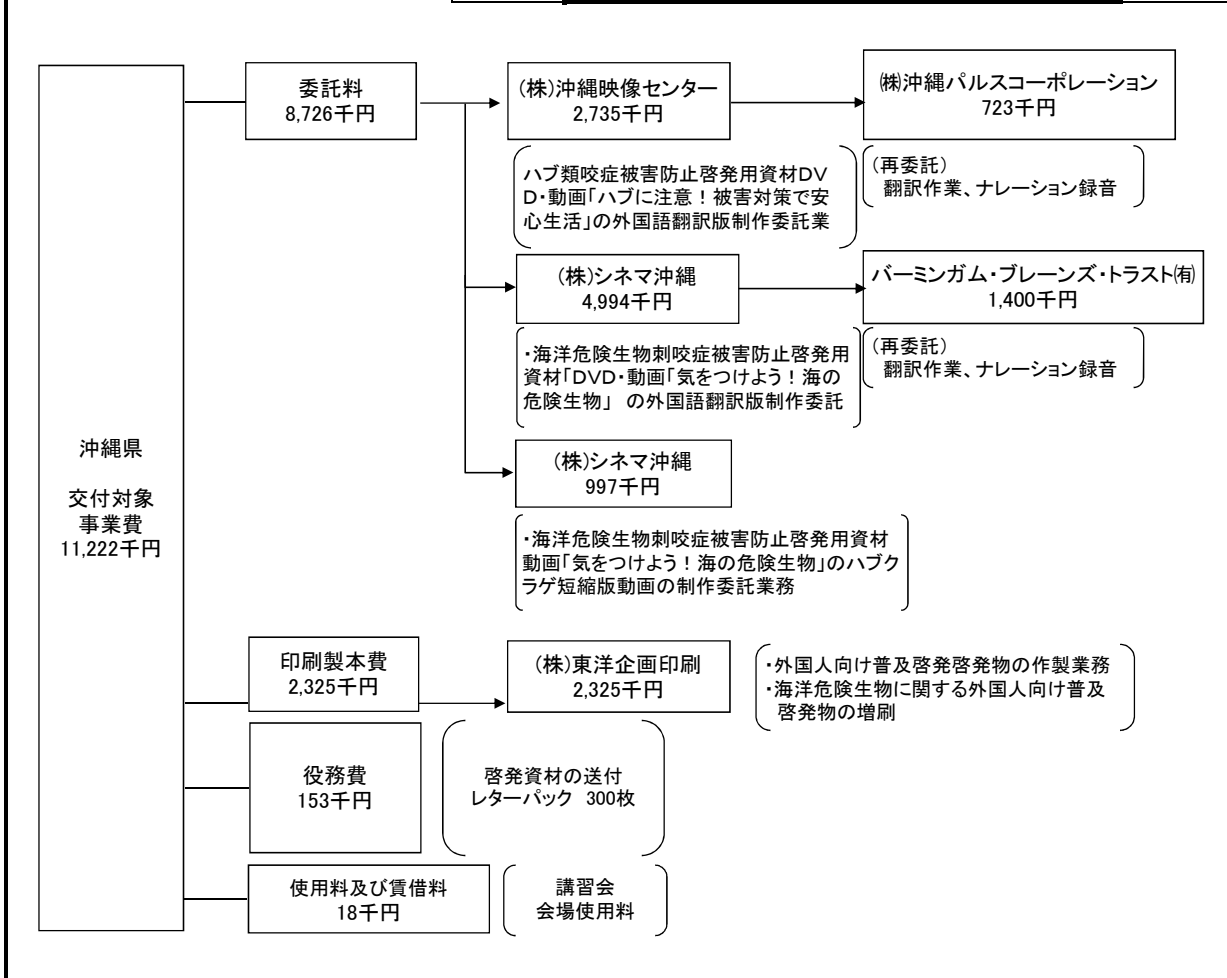 沖縄県
交付対象
事業費
11,222千円
委託料
8,726千円
(株)沖縄映像センター
2,735千円
㈱沖縄パルスコーポレーション
723千円
ハブ類咬症被害防止啓発用資材DV
D・動画「ハブに注意！被害対策で安
心生活」の外国語翻訳版制作委託業
(再委託)
翻訳作業、ナレーション録音
(株)シネマ沖縄
4,994千円
バーミンガム・ブレーンズ・トラスト㈲
1,400千円
・海洋危険生物刺咬症被害防止啓発用
資材「DVD・動画「気をつけよう！海の
危険生物」 の外国語翻訳版制作委託
(再委託)
翻訳作業、ナレーション録音
(株)シネマ沖縄
997千円
・海洋危険生物刺咬症被害防止啓発用資材
動画「気をつけよう！海の危険生物」のハブク
ラゲ短縮版動画の制作委託業務
印刷製本費
2,325千円
(株)東洋企画印刷
2,325千円
・外国人向け普及啓発啓発物の作製業務
・海洋危険生物に関する外国人向け普及
啓発物の増刷
役務費
153千円
啓発資材の送付
レターパック 300枚
使用料及び賃借料
18千円
講習会
会場使用料